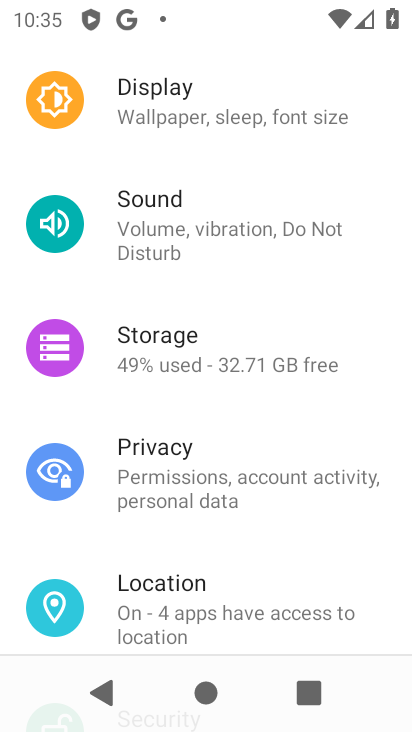 10:35
Display
Wallpaper, sleep, font size
Sound
Volume, vibration, Do Not
Disturb
Storage
49% used - 32.71 GB free
Privacy
Permissions, account activity,
personal data
Location
On - 4 apps have access to
location
Security